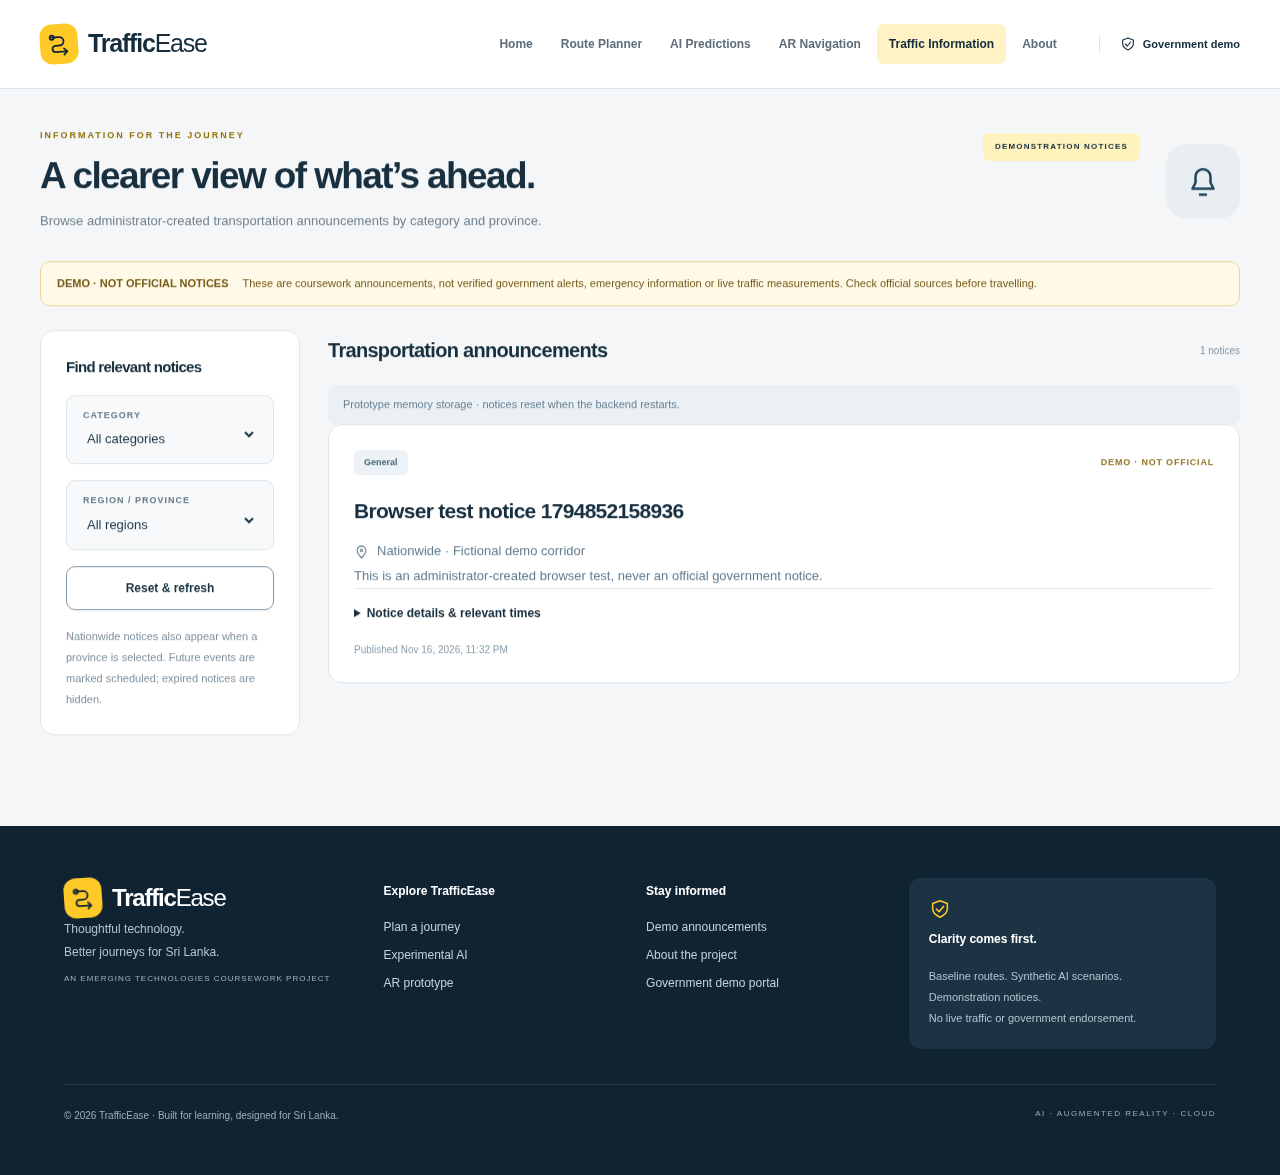 TrafficEase
Home
Route Planner
AI Predictions
AR Navigation
Traffic Information
About
Government demo
INFORMATION FOR THE JOURNEY
A clearer view of what’s ahead.
Browse administrator-created transportation announcements by category and province.
DEMONSTRATION NOTICES
DEMO · NOT OFFICIAL NOTICES These are coursework announcements, not verified government alerts, emergency information or live traffic measurements. Check official sources before travelling.
Find relevant notices
CATEGORY
All categories
REGION / PROVINCE
All regions
Reset & refresh
Nationwide notices also appear when a
province is selected. Future events are
marked scheduled; expired notices are
hidden.
Transportation announcements
1 notices
Prototype memory storage · notices reset when the backend restarts.
General
DEMO · NOT OFFICIAL
Browser test notice 1794852158936
Nationwide · Fictional demo corridor
This is an administrator-created browser test, never an official government notice.
Notice details & relevant times
Published Nov 16, 2026, 11:32 PM
TrafficEase
Thoughtful technology.
Better journeys for Sri Lanka.
AN EMERGING TECHNOLOGIES COURSEWORK PROJECT
Explore TrafficEase
Plan a journey
Experimental AI
AR prototype
Stay informed
Demo announcements
About the project
Government demo portal
Clarity comes first.
Baseline routes. Synthetic AI scenarios.
Demonstration notices.
No live traffic or government endorsement.
© 2026 TrafficEase · Built for learning, designed for Sri Lanka.
AI · AUGMENTED REALITY · CLOUD